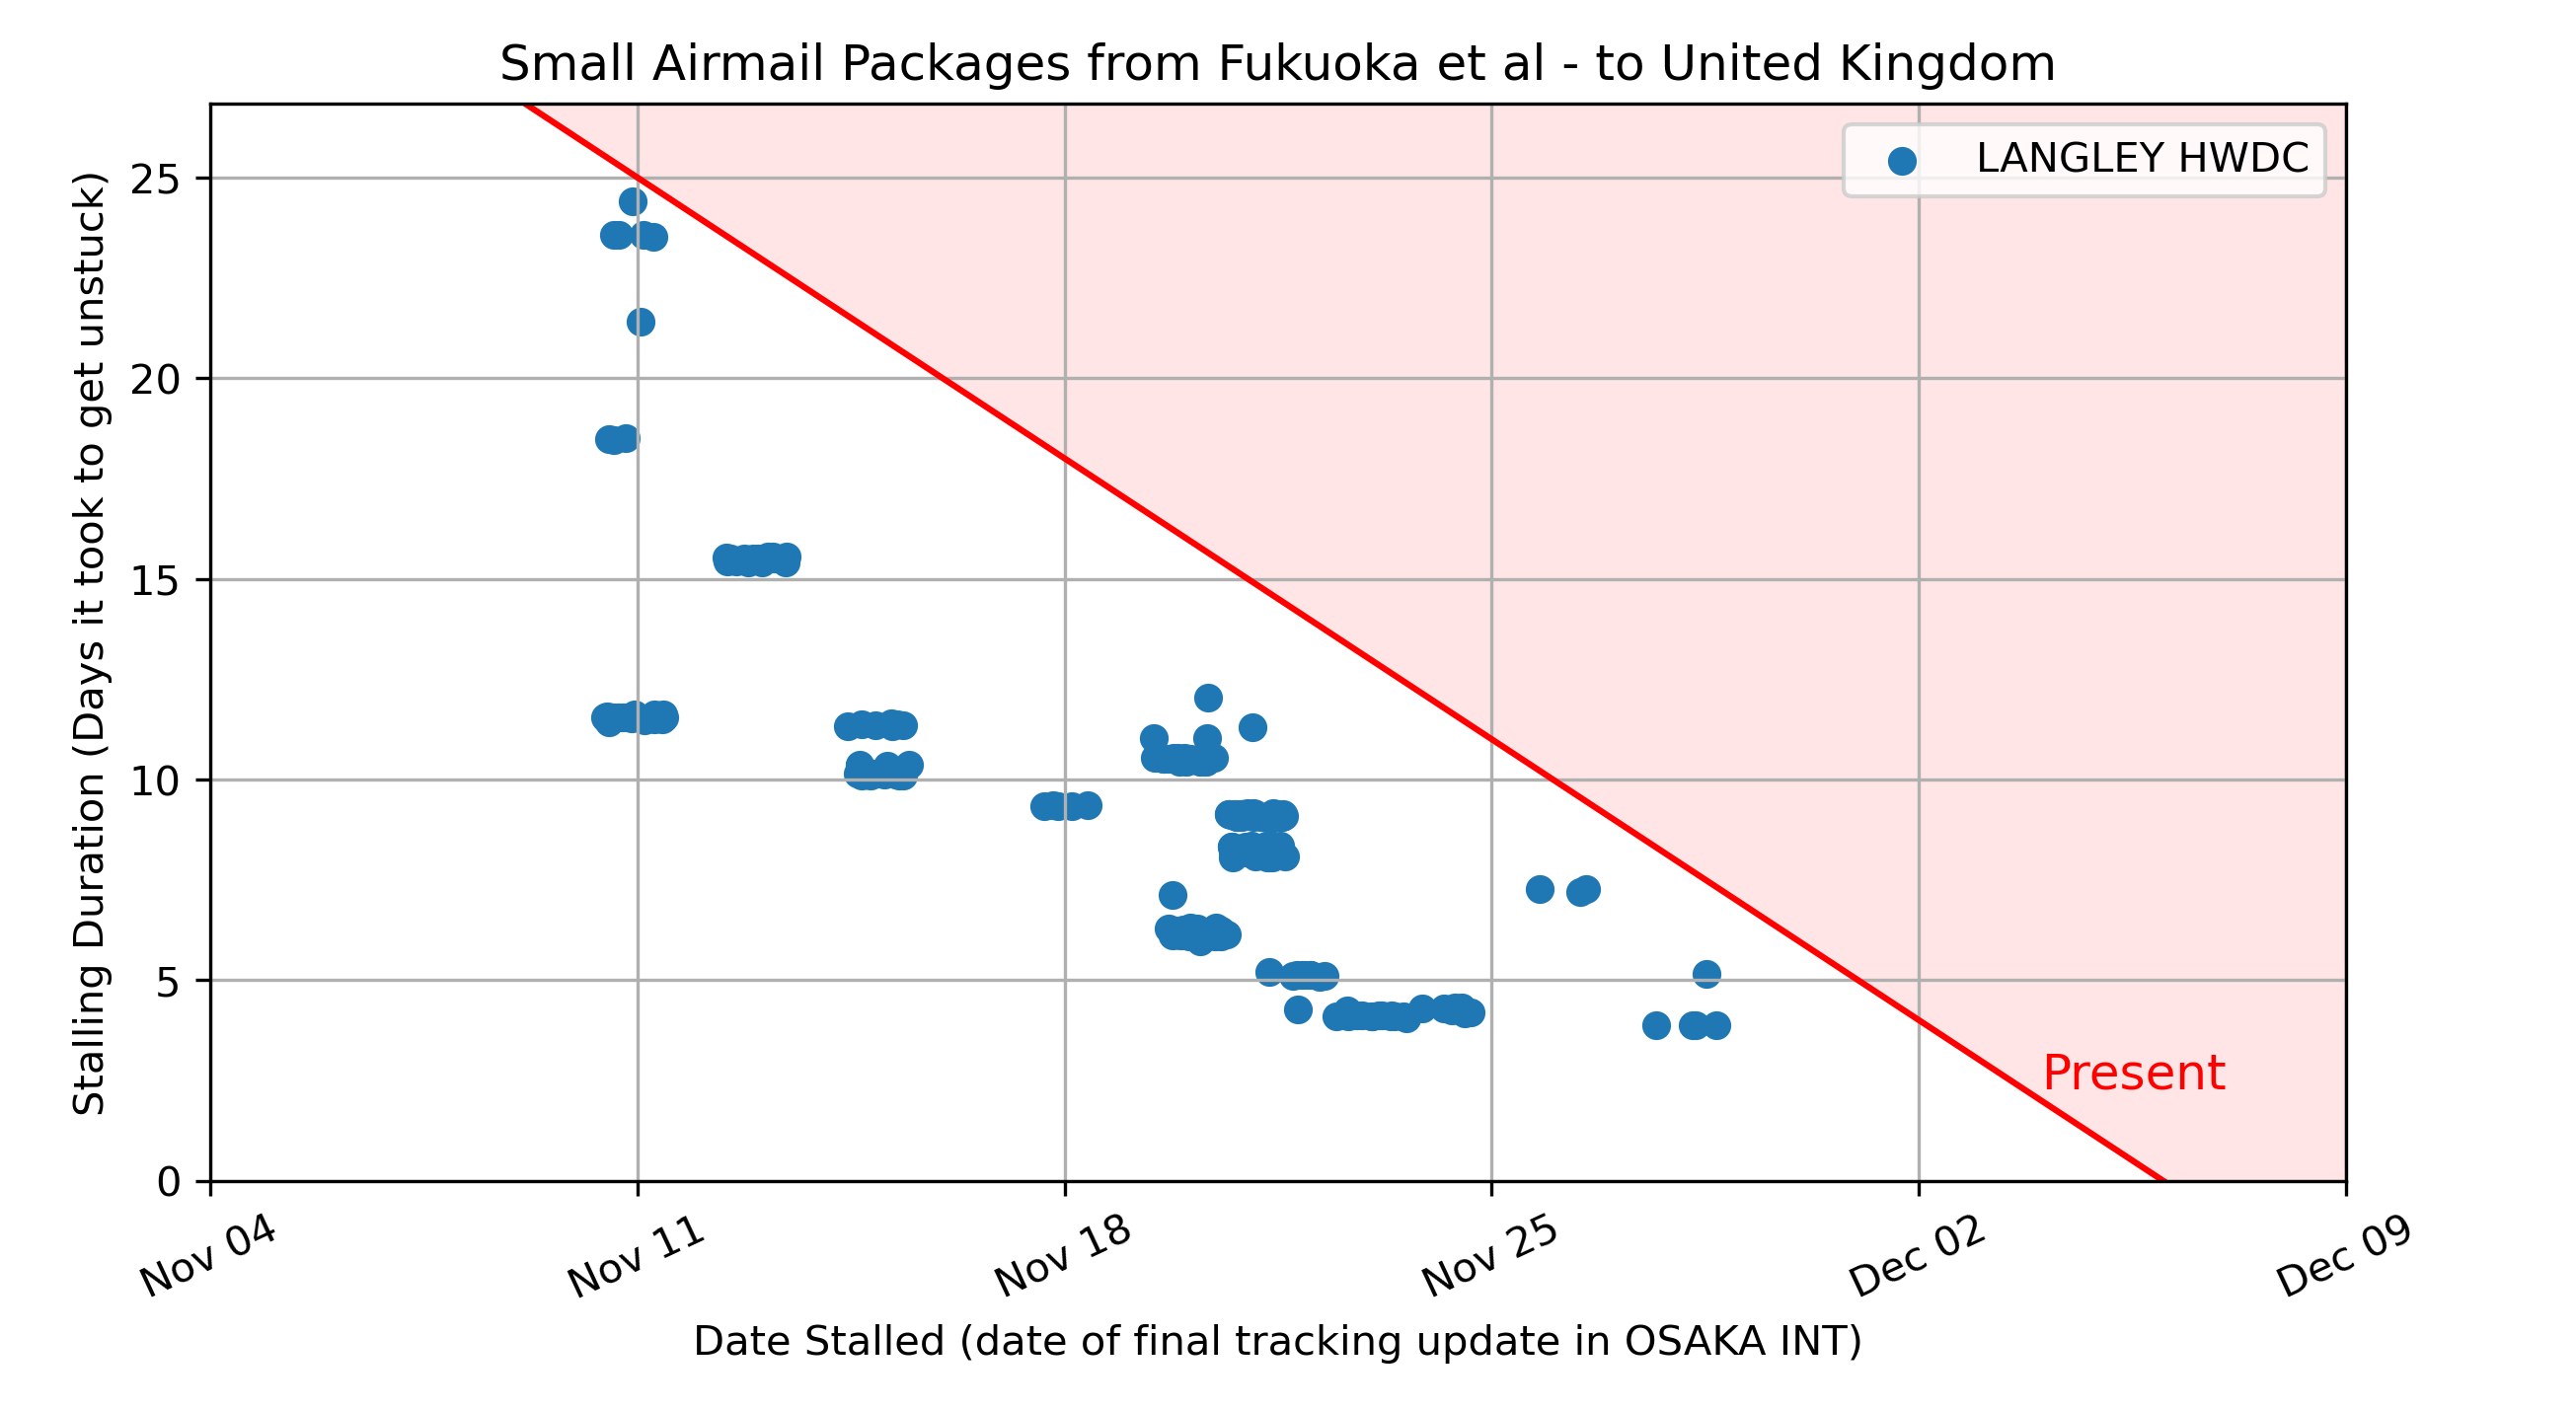 Small Airmail Packages from Fukuoka et al - to United Kingdom
LANGLEY HWDC
Stalling Duration (Days it took to get unstuck)
25
20
15
10
5
0
Present
Nov 04
Nov 11
Nov 18
Nov 25
Dec 02
Dec 09
Date Stalled (date of final tracking update in OSAKA INT)